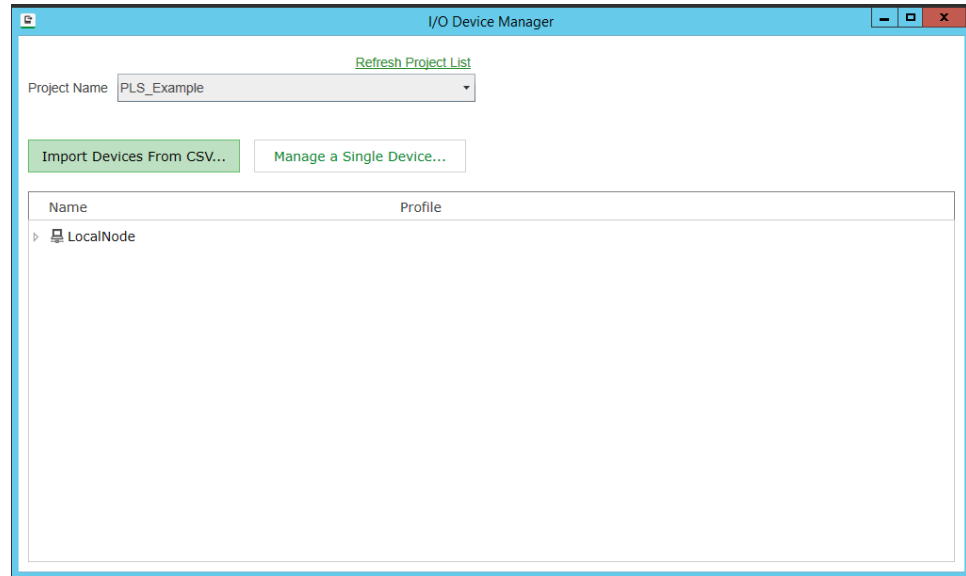 I/O Device Manager
Refresh Project List
Project Name PLS_Example
Import Devices From CSV... Manage a Single Device...
Name Profile
LocalNode